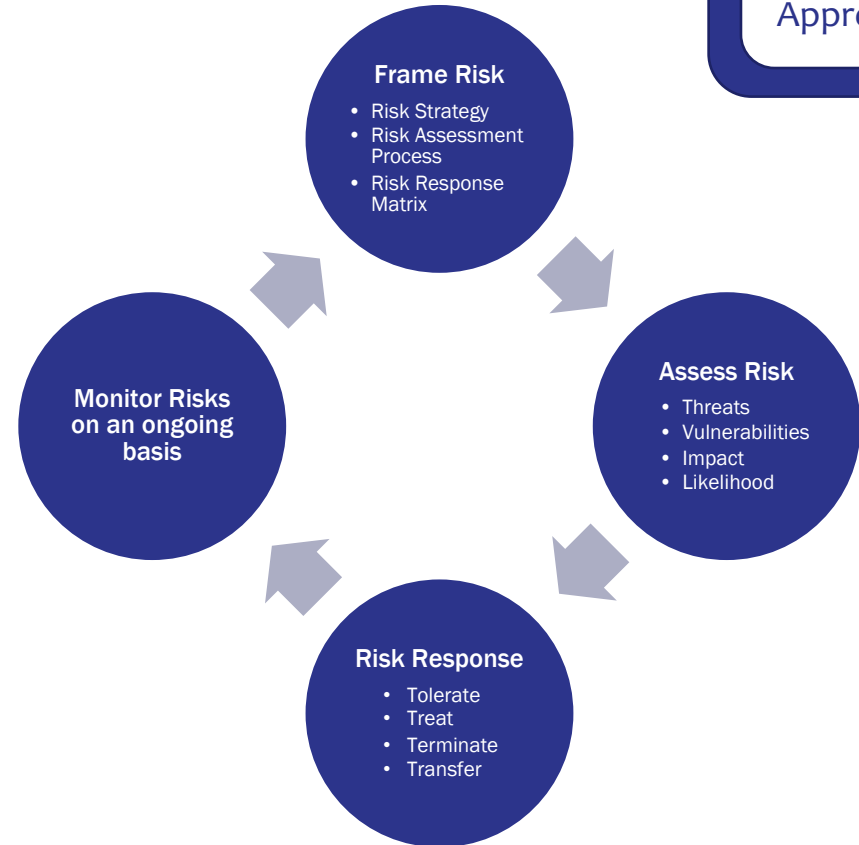 Frame Risk
• Risk Strategy
• Risk Assessment
Process
• Risk Response
Matrix
Monitor Risks
on an ongoing
basis
Assess Risk
• Threats
• Vulnerabilities
• Impact
• Likelihood
Risk Response
• Tolerate
• Treat
• Terminate
• Transfer